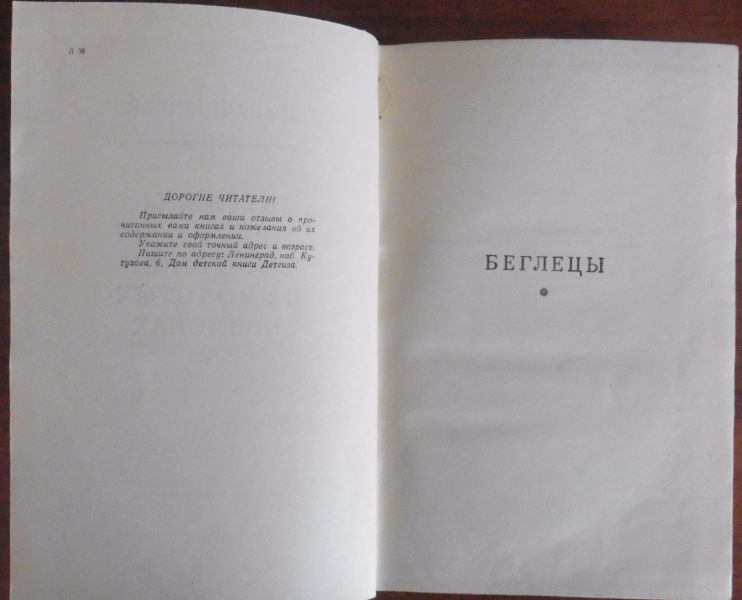 Л 38
ДОРОГИЕ ЧИТАТЕЛИ!
Присылайте нам ваши отзывы о про-
читанных вами книгах и пожелания об их
содержании и оформлении.
Укажите свой точный адрес и возраст.
Пишите по адресу: Ленинград, наб. Ку-
тузова, 6, Дом детской книги Детгиза.
БЕГЛЕЦЫ